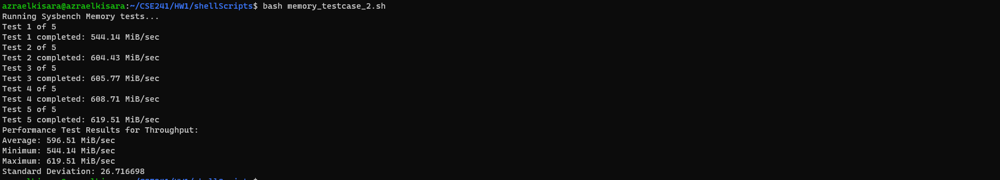 azraelkisara@azraelkisara:~/CSE241/HW1/shellScripts$ bash memory_testcase_2.sh
Running Sysbench Memory tests...
Test 1 of 5
Test 1 completed: 544.14 MiB/sec
Test 2 of 5
Test 2 completed: 604.43 MiB/sec
Test 3 of 5
Test 3 completed: 605.77 MiB/sec
Test 4 of 5
Test 4 completed: 608.71 MiB/sec
Test 5 of 5
Test 5 completed: 619.51 MiB/sec
Performance Test Results for Throughput:
Average: 596.51 MiB/sec
Minimum: 544.14 MiB/sec
Maximum: 619.51 MiB/sec
Standard Deviation: 26.716698